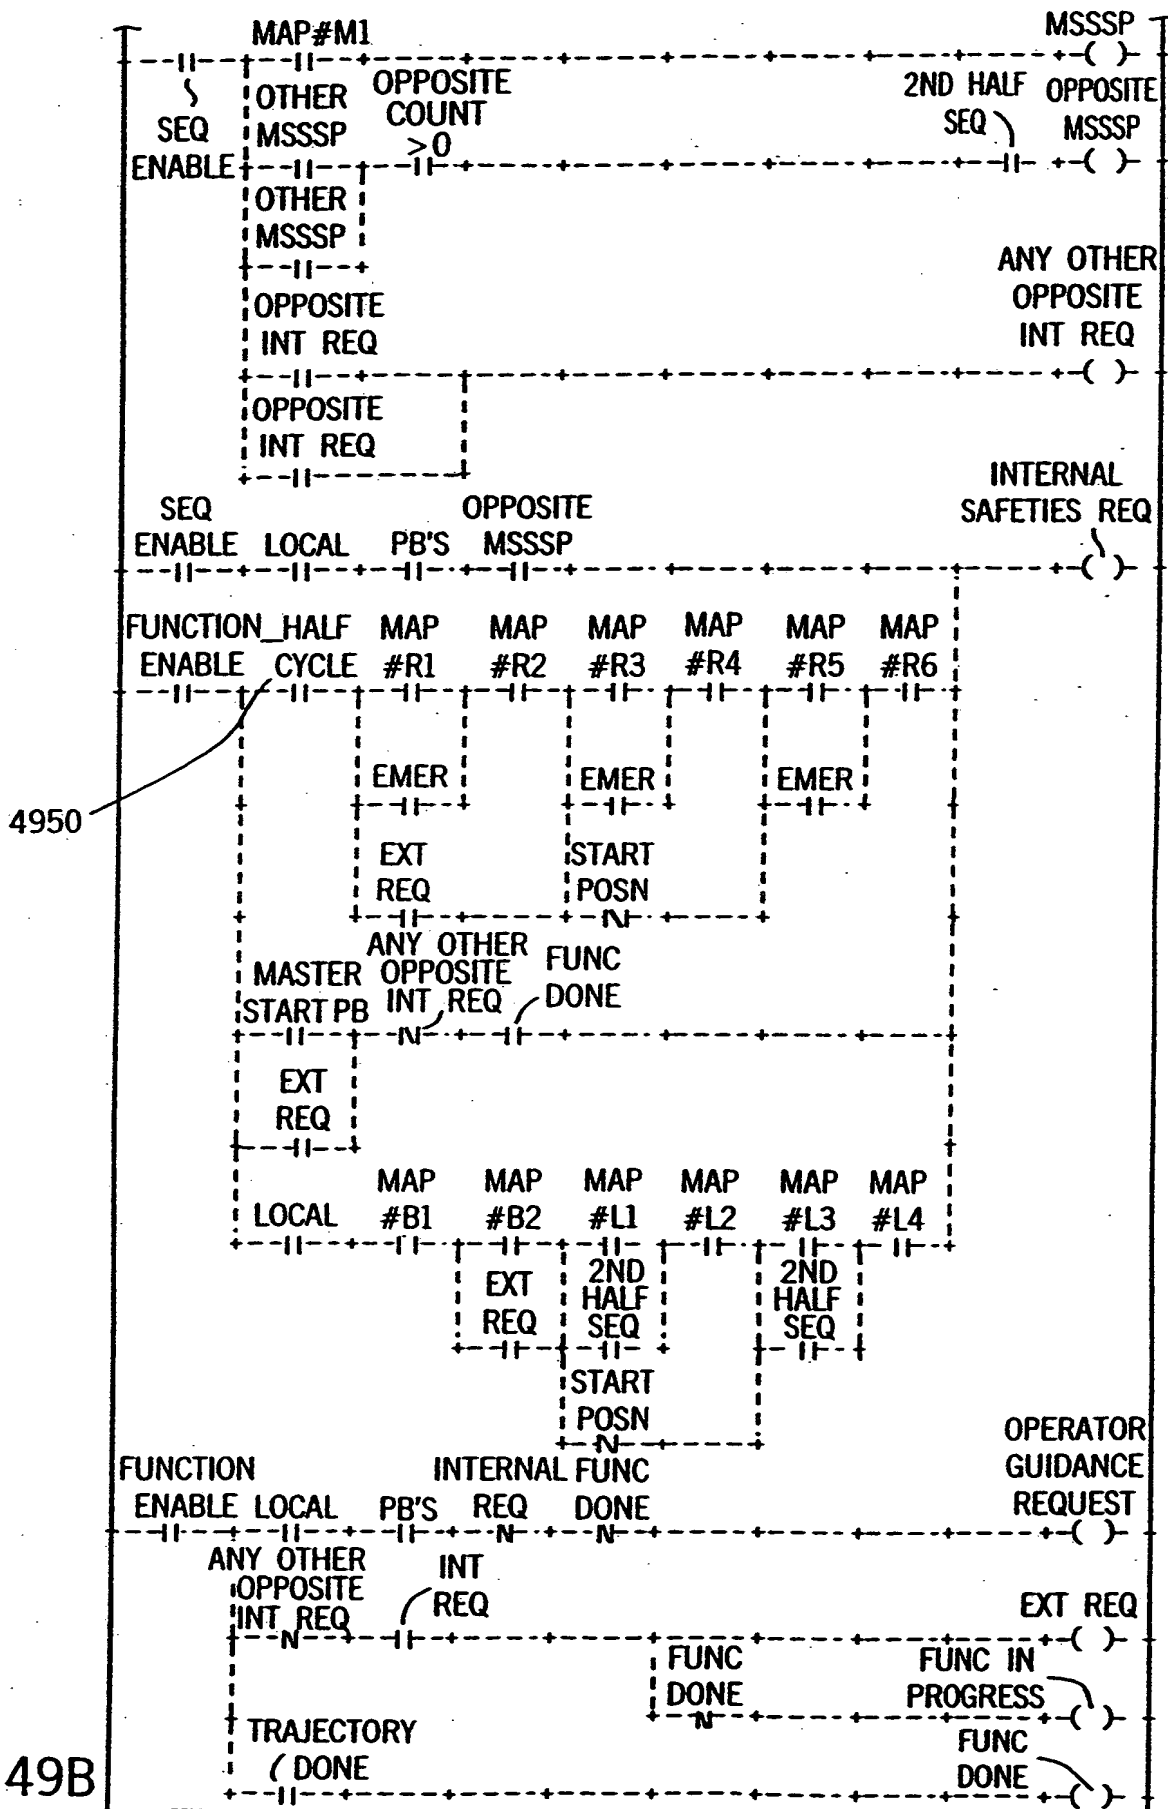 MAP#M1 MSSSP
OTHER OPPOSITE 2ND HALF OPPOSITE
SEQ MSSSP COUNT SEQ MSSSP
ENABLE >0
OTHER
MSSSP
ANY OTHER
OPPOSITE OPPOSITE
INT REQ INT REQ
OPPOSITE
INT REQ
INTERNAL
SEQ OPPOSITE SAFETIES REQ
ENABLE LOCAL PB'S MSSSP
FUNCTION_HALF MAP MAP MAP MAP MAP MAP
ENABLE CYCLE #R1 #R2 #R3 #R4 #R5 #R6
EMER EMER EMER
4950
EXT START
REQ POSN
ANY OTHER FUNC
MASTER OPPOSITE DONE
START PB INT REQ
EXT
REQ
MAP MAP MAP MAP MAP MAP
LOCAL #B1 #B2 #L1 #L2 #L3 #L4
EXT 2ND 2ND
REQ HALF HALF
SEQ SEQ
START
POSN
OPERATOR
FUNCTION INTERNAL FUNC GUIDANCE
ENABLE LOCAL PB'S REQ DONE REQUEST
ANY OTHER INT
OPPOSITE REQ
INT REQ EXT REQ
FUNC FUNC IN
DONE PROGRESS
TRAJECTORY FUNC
DONE DONE
49B